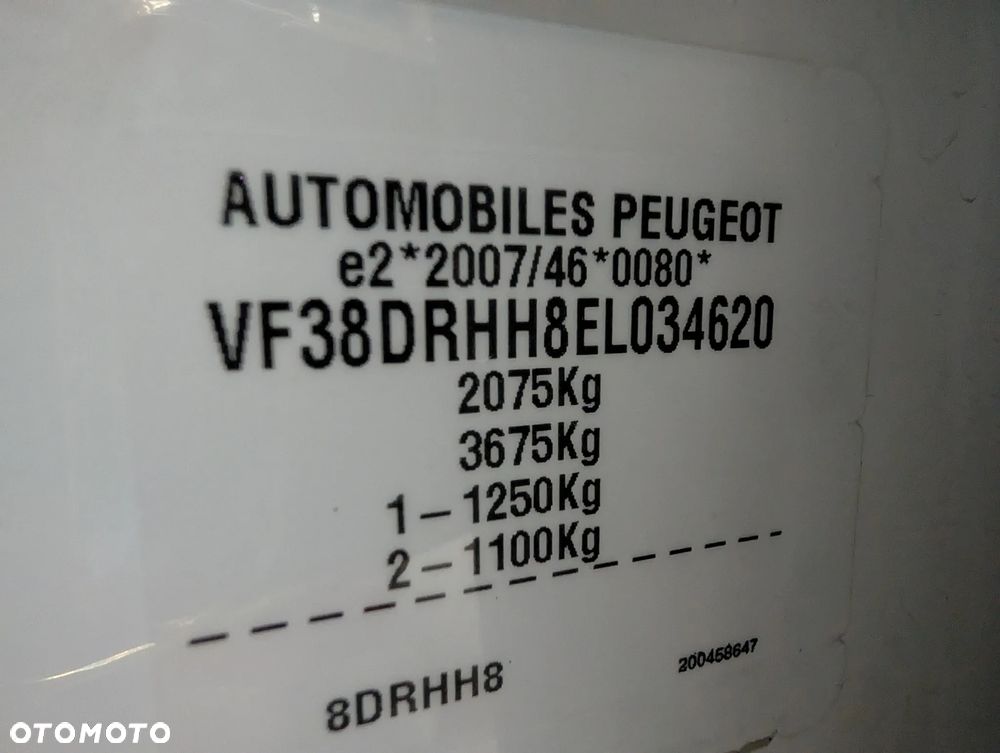 AUTOMOBILES PEUGEOT
e2*2007/46*0080*
VF38DRHH8EL034620
2075Kg
3675Kg
1-1250Kg
2-1100Kg
8DRHH8
200458647
OTOMOTO